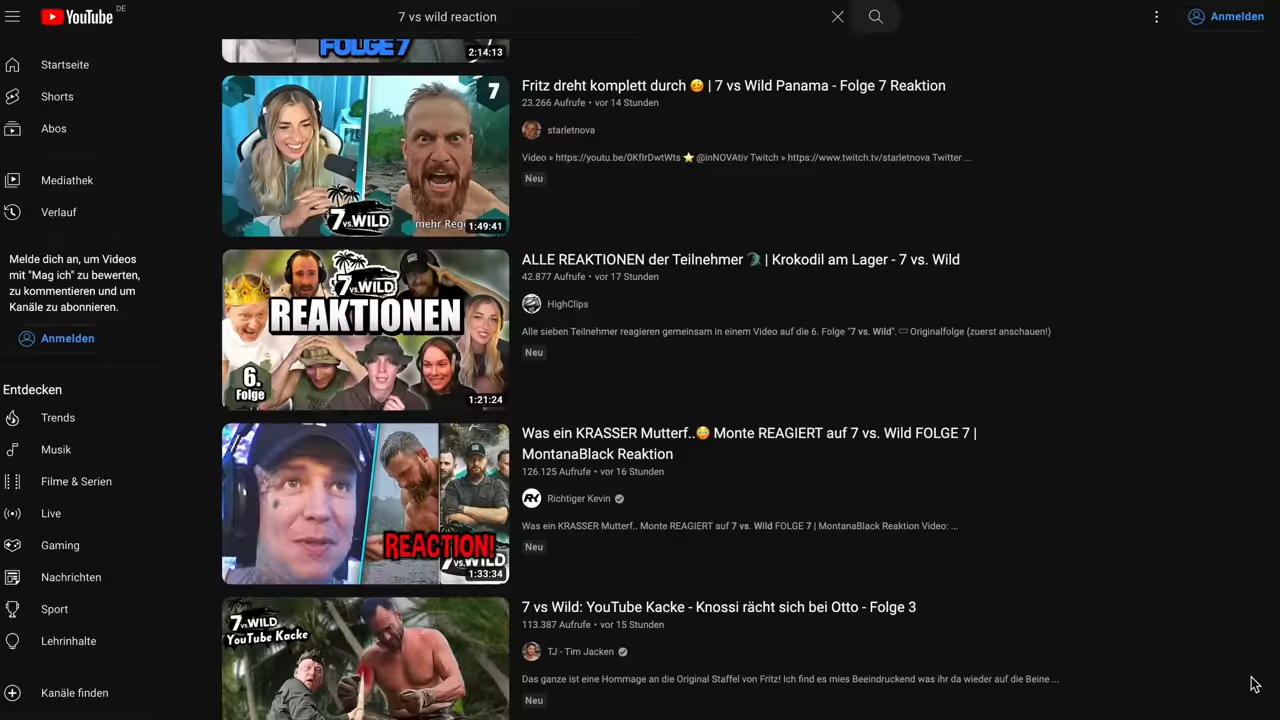 YouTube DE
7 vs wild reaction
Anmelden
Startseite
Shorts
Abos
Mediathek
Verlauf
Melde dich an, um Videos
mit "Mag ich" zu bewerten,
zu kommentieren und um
Kanäle zu abonnieren.
Anmelden
Entdecken
Trends
Musik
Filme & Serien
Live
Gaming
Nachrichten
Sport
Lehrinhalte
Kanäle finden
FOLGE 7
2:14:13
7
7 VS. WILD
mehr Reg
1:49:41
Fritz dreht komplett durch 🥴 | 7 vs Wild Panama - Folge 7 Reaktion
23.266 Aufrufe • vor 14 Stunden
starletnova
Video » https://youtu.be/0KfIrDwtWts ⭐ @inNOVAtiv Twitch » https://www.twitch.tv/starletnova Twitter ...
Neu
7 VS. WILD
REAKTIONEN
6.
Folge
1:21:24
ALLE REAKTIONEN der Teilnehmer 🐊 | Krokodil am Lager - 7 vs. Wild
42.877 Aufrufe • vor 17 Stunden
HighClips
Alle sieben Teilnehmer reagieren gemeinsam in einem Video auf die 6. Folge "7 vs. Wild". Originalfolge (zuerst anschauen!)
Neu
REACTION!
7 VS. WILD
1:33:34
Was ein KRASSER Mutterf..😳 Monte REAGIERT auf 7 vs. Wild FOLGE 7 |
MontanaBlack Reaktion
126.125 Aufrufe • vor 16 Stunden
RK
Richtiger Kevin
Was ein KRASSER Mutterf.. Monte REAGIERT auf 7 vs. Wild FOLGE 7 | MontanaBlack Reaktion Video: ...
Neu
7 VS. WILD
YouTube Kacke
7 vs Wild: YouTube Kacke - Knossi rächt sich bei Otto - Folge 3
113.387 Aufrufe • vor 15 Stunden
TJ - Tim Jacken
Das ganze ist eine Hommage an die Original Staffel von Fritz! Ich find es mies Beeindruckend was ihr da wieder auf die Beine ...
Neu